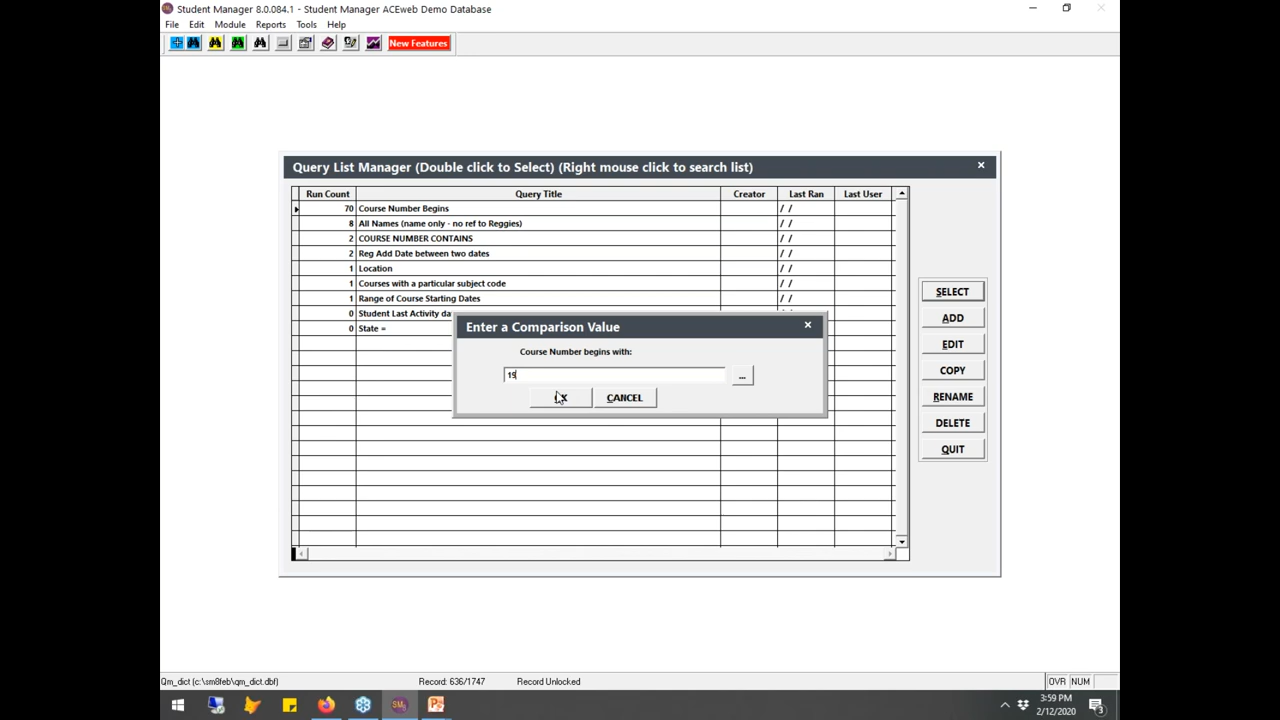 Student Manager 8.0.084.1 - Student Manager ACEweb Demo Database
File Edit Module Reports Tools Help
New Features
Query List Manager (Double click to Select) (Right mouse click to search list)
Run Count Query Title Creator Last Ran Last User
70 Course Number Begins / /
8 All Names (name only - no ref to Reggies) / /
2 COURSE NUMBER CONTAINS / /
2 Reg Add Date between two dates / /
1 Location / /
1 Courses with a particular subject code / /
1 Range of Course Starting Dates / /
0 Student Last Activity da
0 State =
Enter a Comparison Value
Course Number begins with:
19
...
CANCEL
SELECT
ADD
EDIT
COPY
RENAME
DELETE
QUIT
Qm_dict (c:\sm8feb\qm_dict.dbf) Record: 636/1747 Record Unlocked OVR NUM
SM
3:59 PM
2/12/2020
3